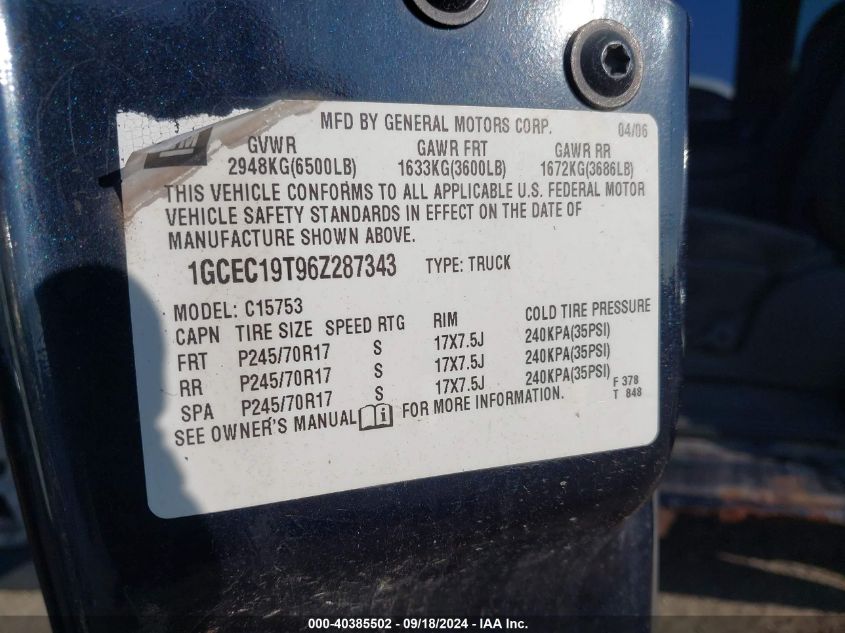 MFD BY GENERAL MOTORS CORP. 04/06
GM
GVWR GAWR FRT GAWR RR
2948KG(6500LB) 1633KG(3600LB) 1672KG(3686LB)
THIS VEHICLE CONFORMS TO ALL APPLICABLE U.S. FEDERAL MOTOR
VEHICLE SAFETY STANDARDS IN EFFECT ON THE DATE OF
MANUFACTURE SHOWN ABOVE.
1GCEC19T96Z287343 TYPE: TRUCK
MODEL: C15753
CAPN TIRE SIZE SPEED RTG RIM COLD TIRE PRESSURE
FRT P245/70R17 S 17X7.5J 240KPA(35PSI)
RR P245/70R17 S 17X7.5J 240KPA(35PSI)
SPA P245/70R17 S 17X7.5J 240KPA(35PSI)
F 378
T 848
SEE OWNER'S MANUAL i FOR MORE INFORMATION.
000-40385502 - 09/18/2024 - IAA Inc.